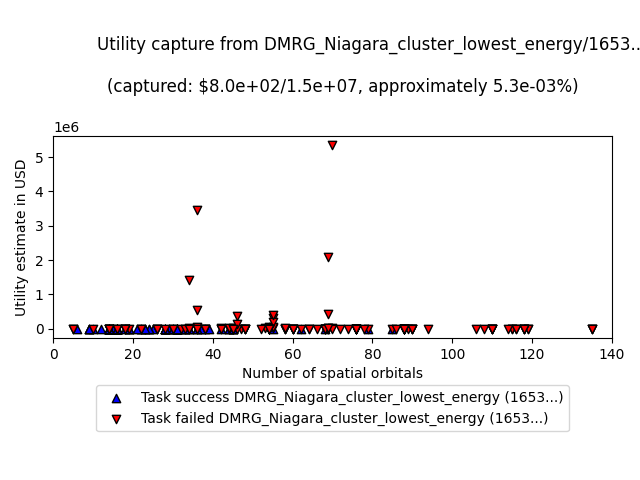 Utility capture from DMRG_Niagara_cluster_lowest_energy/1653...
(captured: $8.0e+02/1.5e+07, approximately 5.3e-03%)
1e6
5
4
3
2
1
0
Utility estimate in USD
0 20 40 60 80 100 120 140
Number of spatial orbitals
Task success DMRG_Niagara_cluster_lowest_energy (1653...)
Task failed DMRG_Niagara_cluster_lowest_energy (1653...)